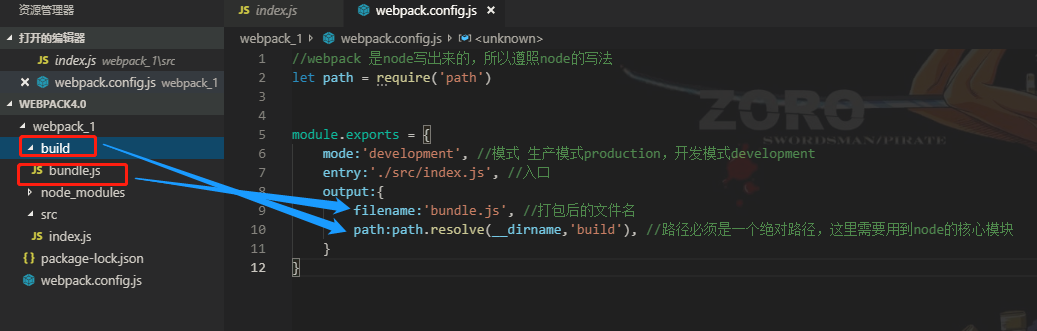 资源管理器
打开的编辑器
JS index.js webpack_1\src
webpack.config.js webpack_1
WEBPACK4.0
webpack_1
build
JS bundle.js
node_modules
src
JS index.js
{} package-lock.json
webpack.config.js
JS index.js
webpack.config.js
webpack_1 webpack.config.js <unknown>
1 //webpack 是node写出来的，所以遵照node的写法
2 let path = require('path')
3
4
5 module.exports = {
6 mode:'development', //模式 生产模式production，开发模式development
7 entry:'./src/index.js', //入口
8 output:{
9 filename:'bundle.js', //打包后的文件名
10 path:path.resolve(__dirname,'build'), //路径必须是一个绝对路径，这里需要用到node的核心模块
11 }
12 }
ZORO
SWORDSMAN/PIRATE